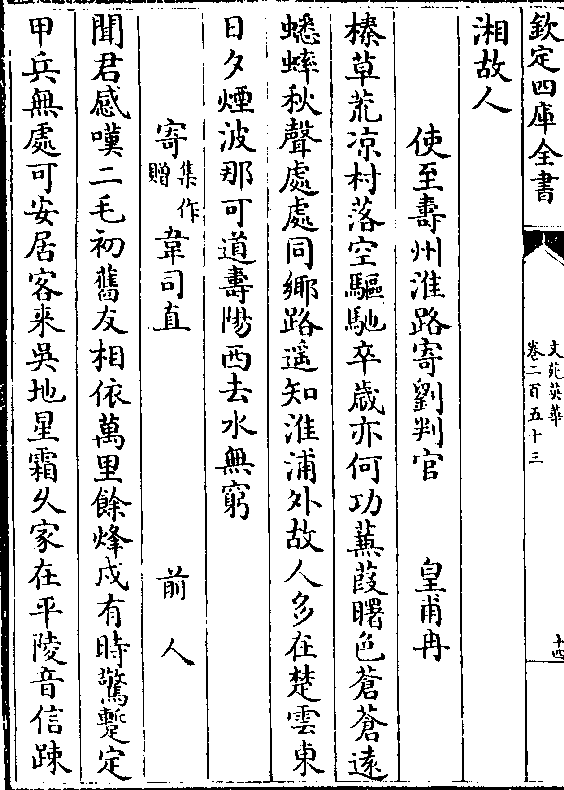 欽定四庫全書
文苑英華
卷二百五十三
十四
湘故人
使至壽州淮路寄劉判官 皇甫冉
榛草荒凉村落空驅馳卒歳亦何功蒹葭曙色蒼蒼逺
蟋蟀秋聲處處同鄉路遥知淮浦外故人多在楚雲東
日夕煙波那可道壽陽西去水無窮
寄集作贈韋司直 前人
聞君感嘆二毛初舊友相依萬里餘烽戍有時驚蹔定
甲兵無處可安居客来吳地星霜久家在平陵音信踈